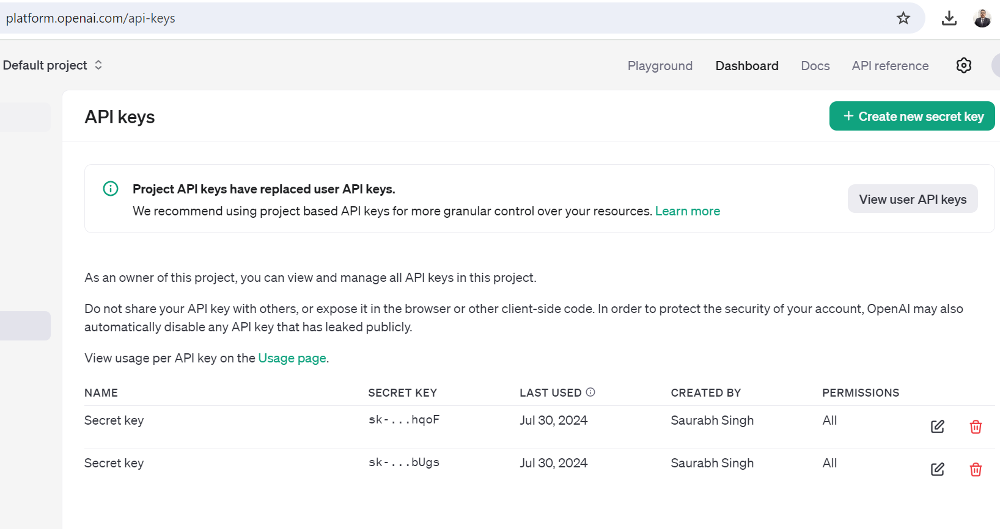 platform.openai.com/api-keys
Default project
Playground Dashboard Docs API reference
API keys
+ Create new secret key
Project API keys have replaced user API keys.
We recommend using project based API keys for more granular control over your resources. Learn more
View user API keys
As an owner of this project, you can view and manage all API keys in this project.
Do not share your API key with others, or expose it in the browser or other client-side code. In order to protect the security of your account, OpenAI may also
automatically disable any API key that has leaked publicly.
View usage per API key on the Usage page.
NAME SECRET KEY LAST USED CREATED BY PERMISSIONS
Secret key sk-...hqoF Jul 30, 2024 Saurabh Singh All
Secret key sk-...bUgs Jul 30, 2024 Saurabh Singh All